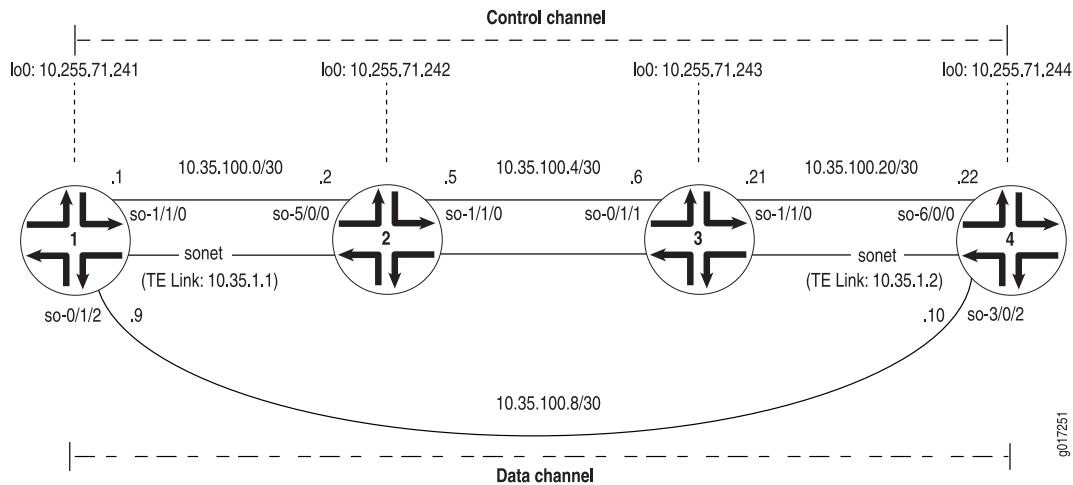 Control channel
lo0: 10.255.71.241
lo0: 10.255.71.242
lo0: 10.255.71.243
lo0: 10.255.71.244
.1
10.35.100.0/30
.2
.5
10.35.100.4/30
.6
.21
10.35.100.20/30
.22
so-1/1/0
so-5/0/0
so-1/1/0
so-0/1/1
so-1/1/0
so-6/0/0
1
2
3
4
sonet
(TE Link: 10.35.1.1)
sonet
(TE Link: 10.35.1.2)
so-0/1/2
.9
.10
so-3/0/2
10.35.100.8/30
Data channel
g017251